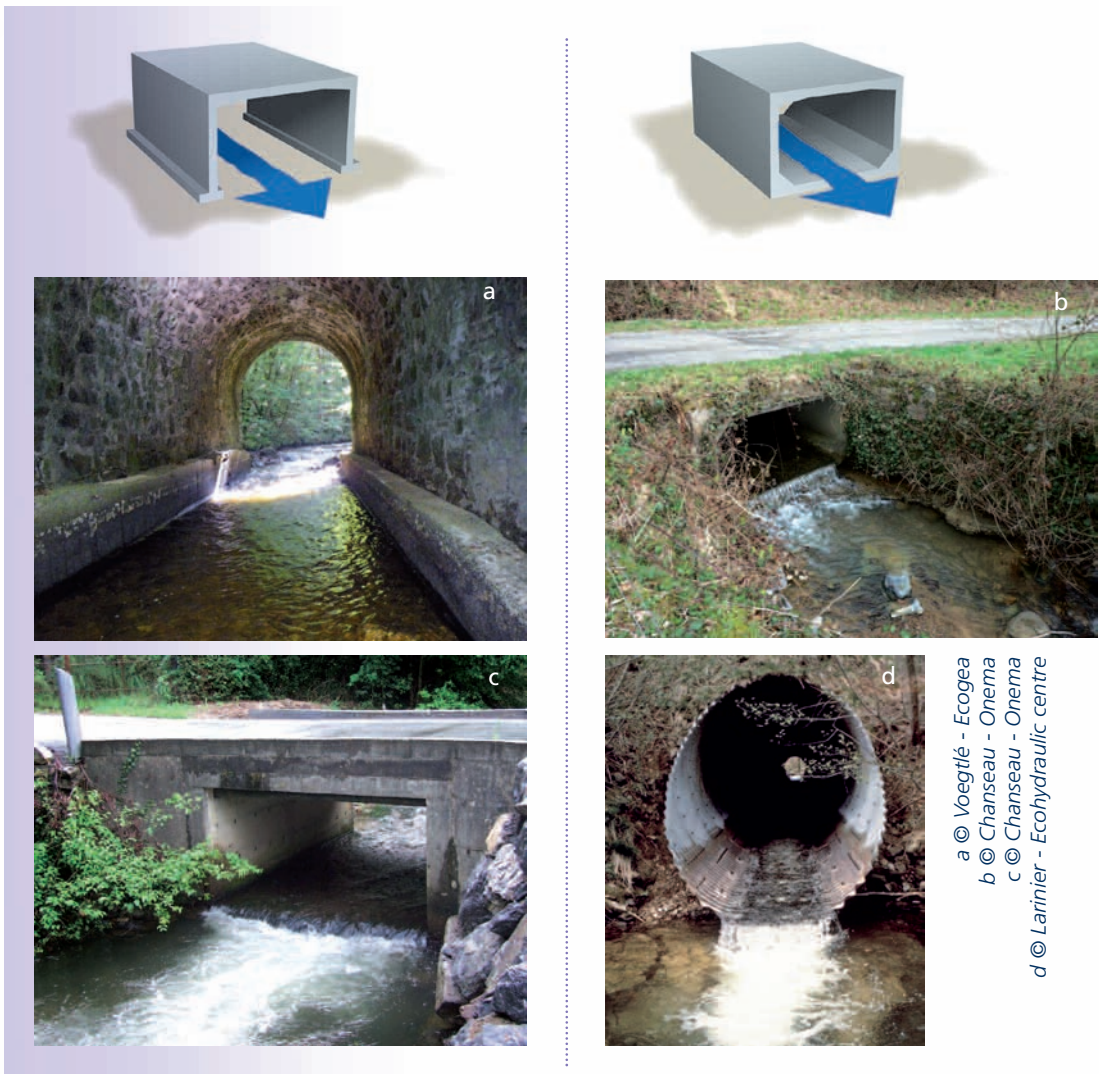 a
b
c
d
a © Voegtlé - Ecogea
b © Chanseau - Onema
c © Chanseau - Onema
d © Larinier - Ecohydraulic centre